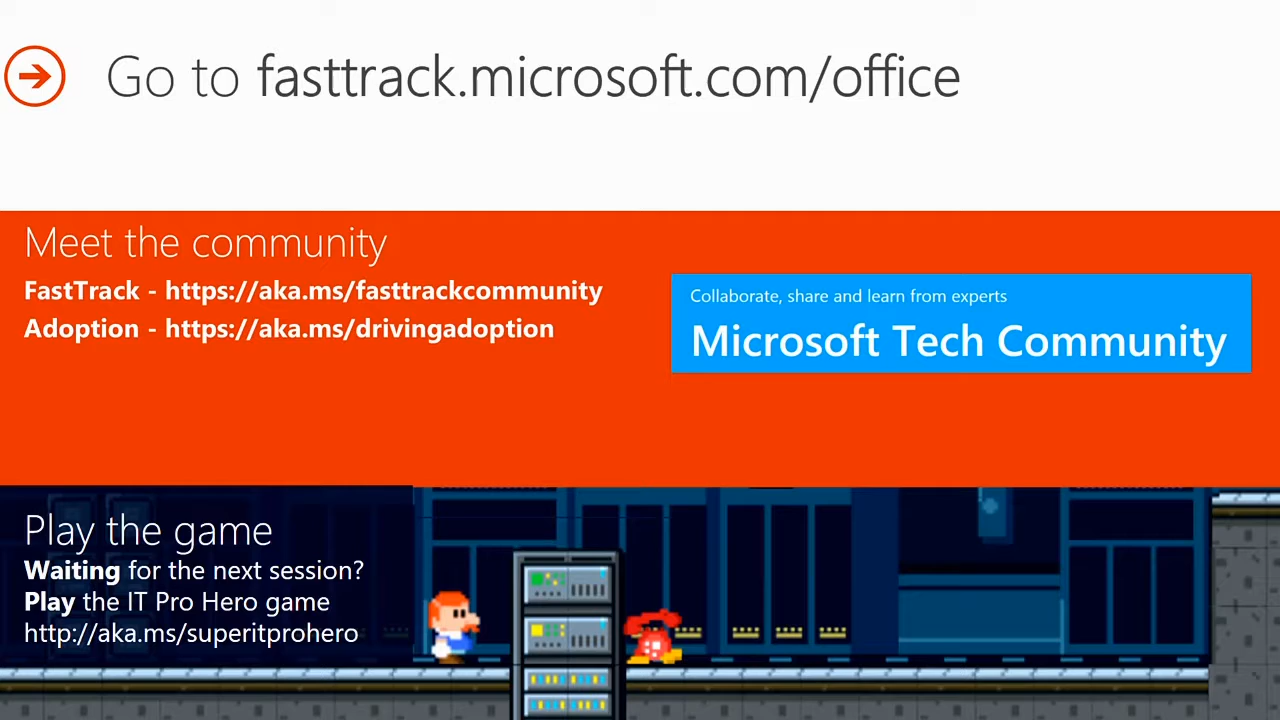 Go to fasttrack.microsoft.com/office
Meet the community
FastTrack - https://aka.ms/fasttrackcommunity
Adoption - https://aka.ms/drivingadoption
Collaborate, share and learn from experts
Microsoft Tech Community
Play the game
Waiting for the next session?
Play the IT Pro Hero game
http://aka.ms/superitprohero